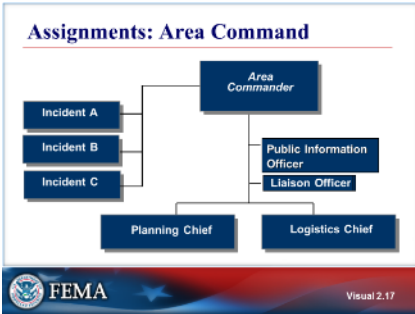 Assignments: Area Command
Area
Commander
Incident A
Incident B
Incident C
Public Information
Officer
Liaison Officer
Planning Chief
Logistics Chief
FEMA
Visual 2.17